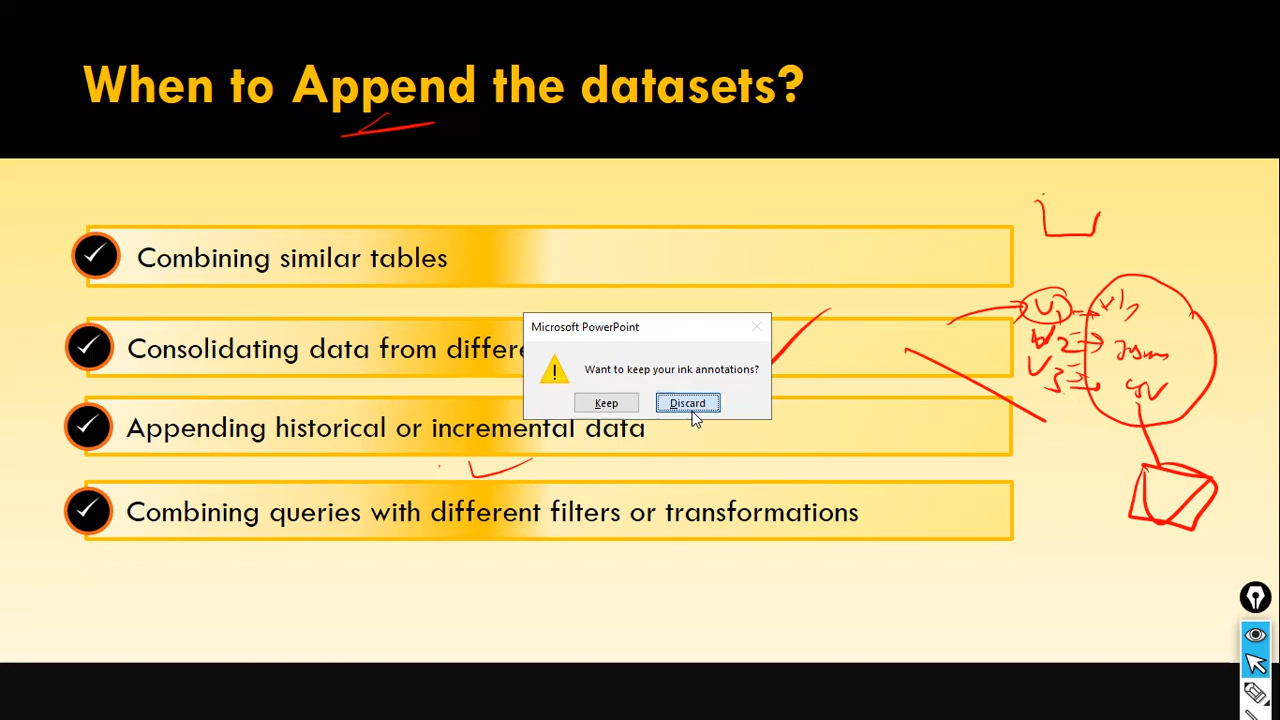 When to Append the datasets?
Combining similar tables
Consolidating data from differe
Microsoft PowerPoint
Want to keep your ink annotations?
Keep
Discard
Appending historical or incremental data
Combining queries with different filters or transformations